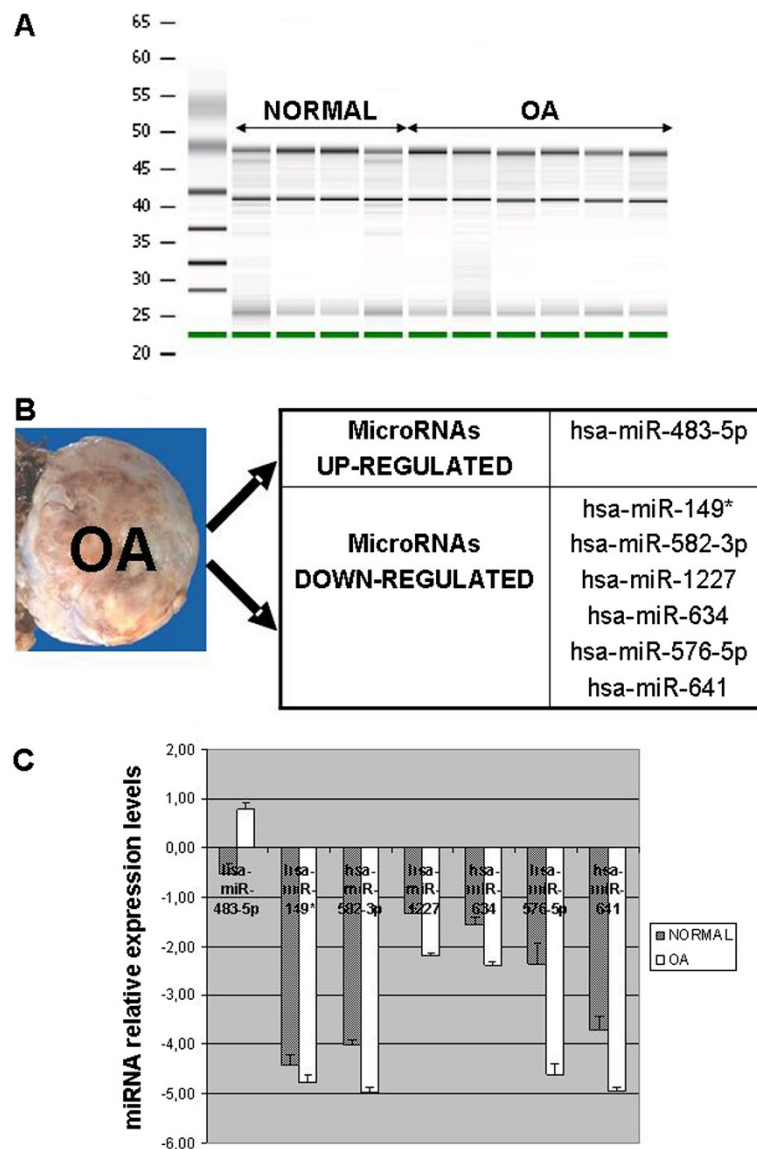 A
65
60
55
50
45
40
35
30
25
20
NORMAL OA
B
OA
MicroRNAs
UP-REGULATED
hsa-miR-483-5p
MicroRNAs
DOWN-REGULATED
hsa-miR-149*
hsa-miR-582-3p
hsa-miR-1227
hsa-miR-634
hsa-miR-576-5p
hsa-miR-641
C
miRNA relative expression levels
2,00
1,00
0,00
-1,00
-2,00
-3,00
-4,00
-5,00
-6,00
hsa-miR-483-5p
hsa-miR-149*
hsa-miR-582-3p
hsa-miR-1227
hsa-miR-634
hsa-miR-576-5p
hsa-miR-641
NORMAL
OA